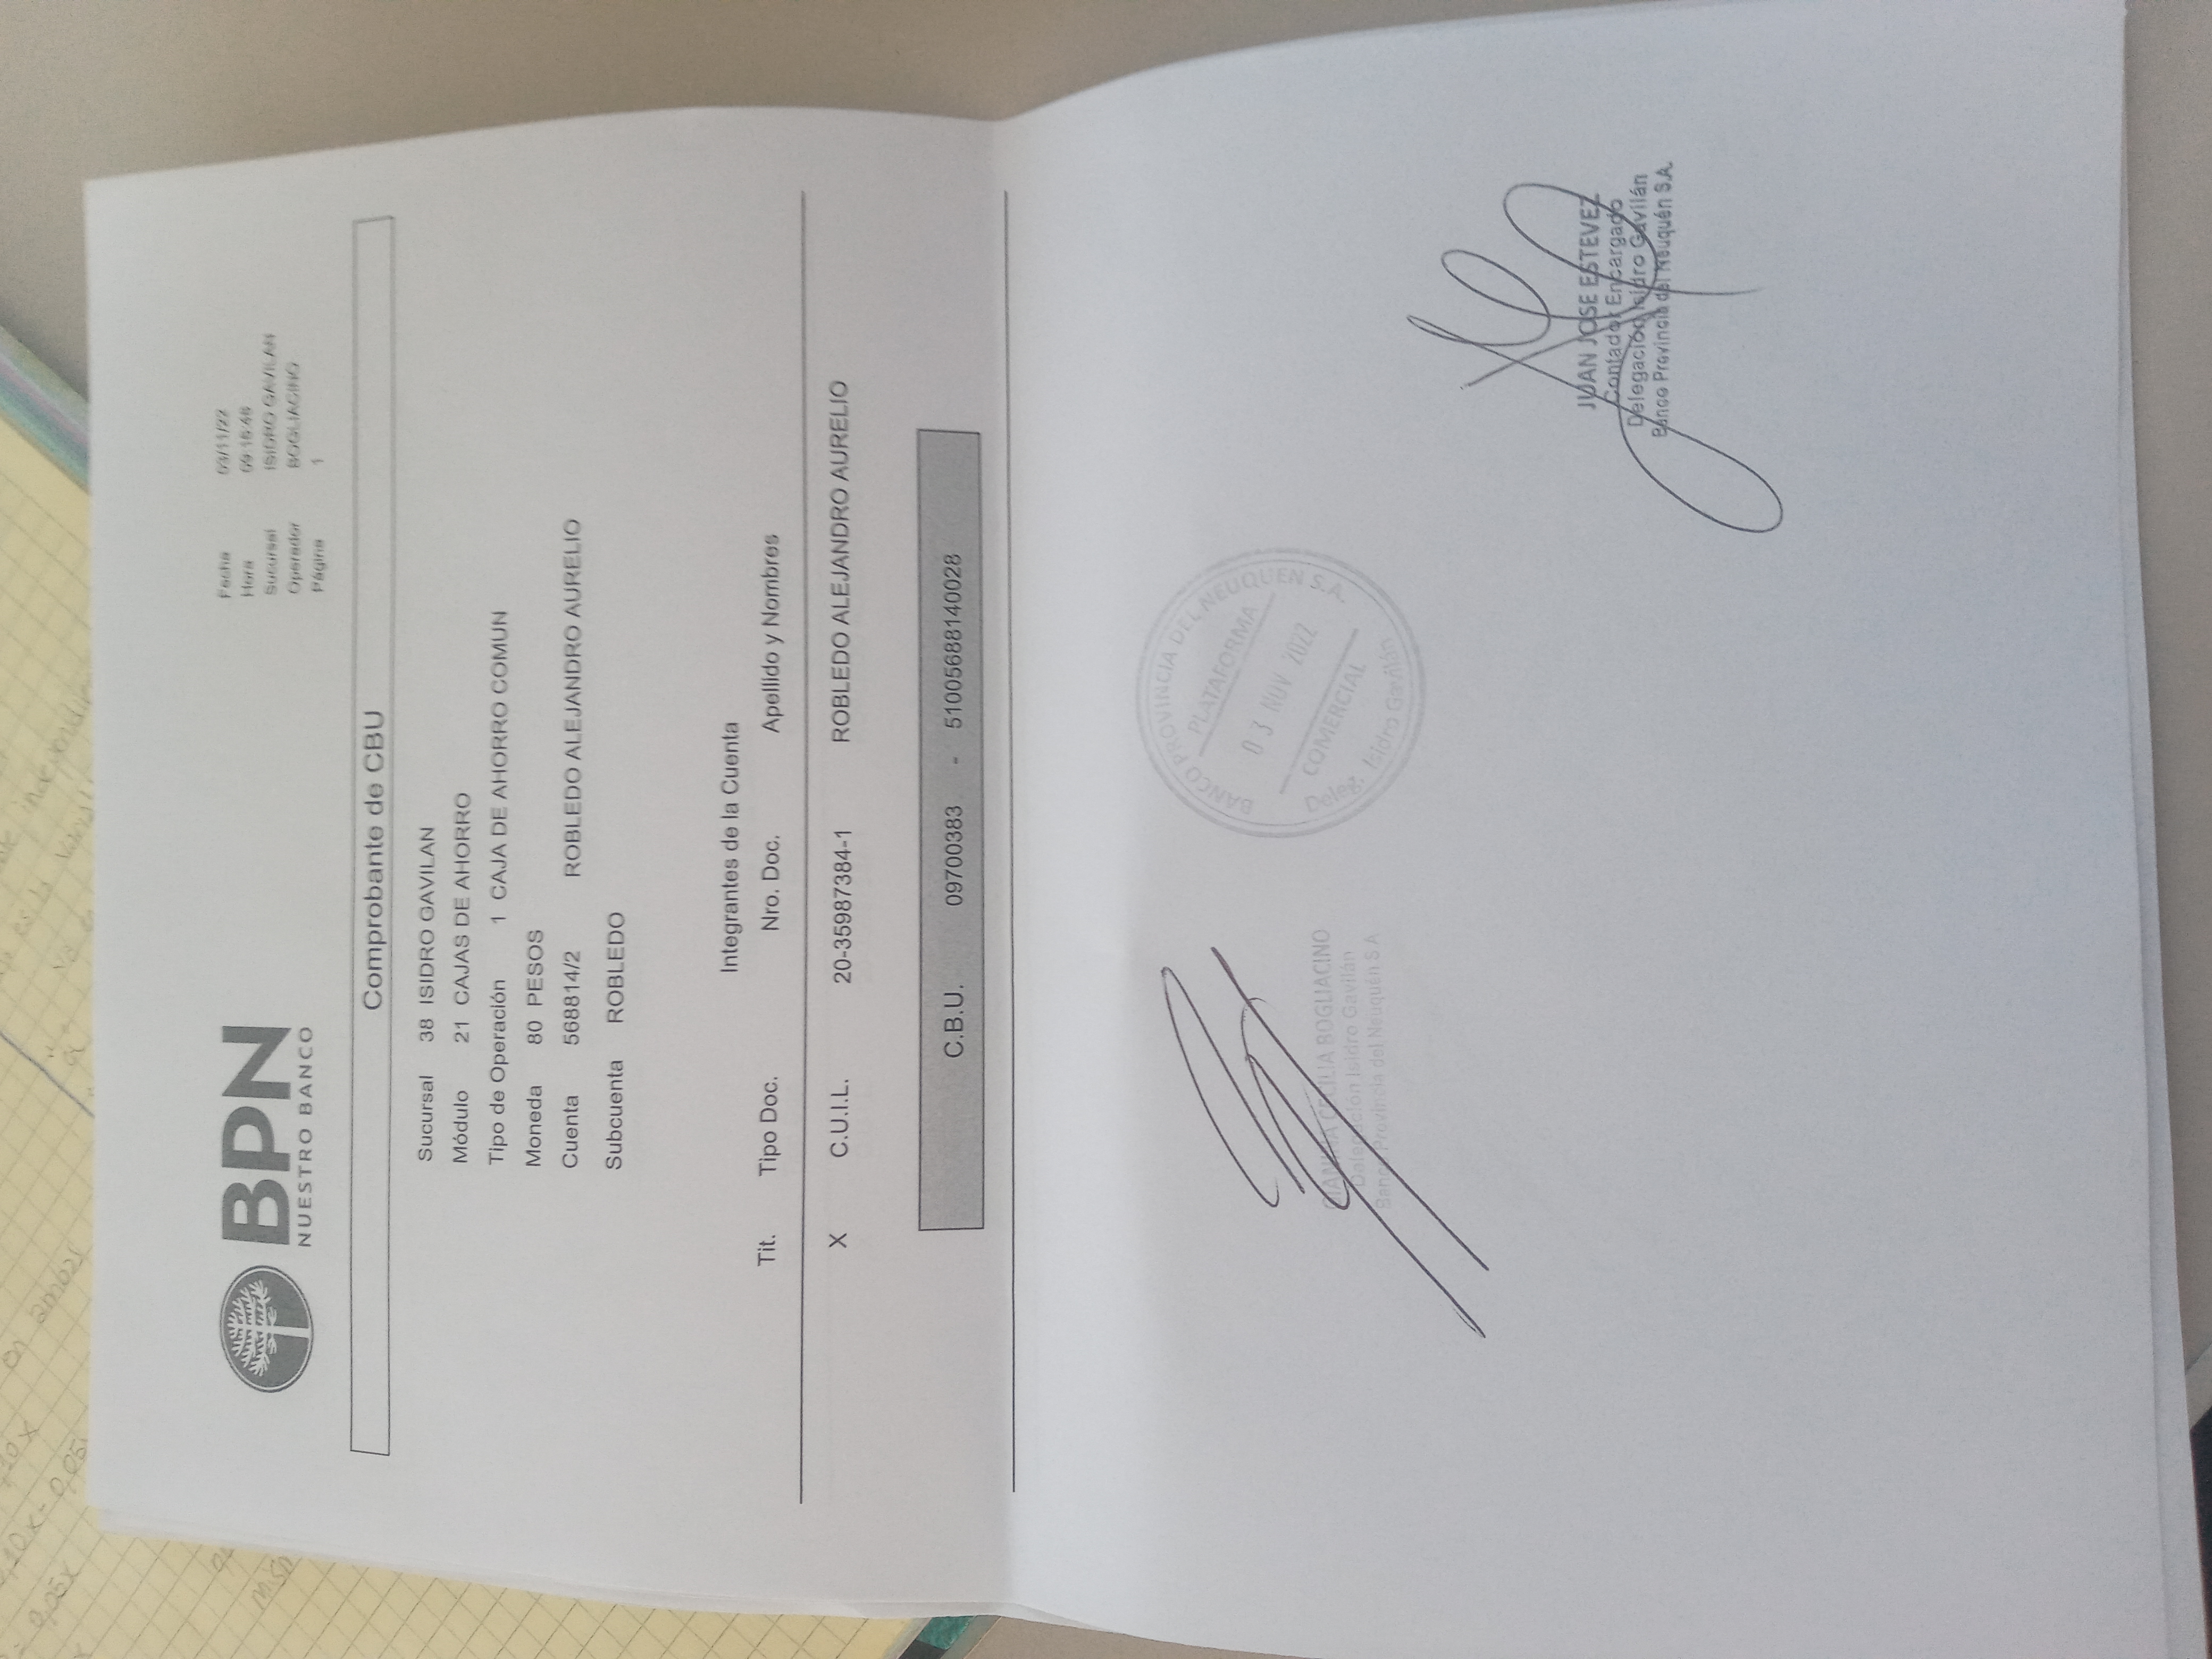 BPN
NUESTRO BANCO
Fecha 03/11/22
Hora 09:16:46
Sucursal ISIDRO GAVILAN
Operador BOGLIACINO
Página 1
Comprobante de CBU
Sucursal 38 ISIDRO GAVILAN
Módulo 21 CAJAS DE AHORRO
Tipo de Operación 1 CAJA DE AHORRO COMUN
Moneda 80 PESOS
Cuenta 568814/2 ROBLEDO ALEJANDRO AURELIO
Subcuenta ROBLEDO
Integrantes de la Cuenta
Tit. Tipo Doc. Nro. Doc. Apellido y Nombres
X C.U.I.L. 20-35987384-1 ROBLEDO ALEJANDRO AURELIO
C.B.U. 09700383 - 51005688140028
BANCO PROVINCIA DEL NEUQUEN S.A.
PLATAFORMA
03 NOV 2022
COMERCIAL
Deleg. Isidro Gavilán
CECILIA BOGLIACINO
Delegación Isidro Gavilán
Banco Provincia del Neuquén S A
JUAN JOSE ESTEVEZ
Contador Encargado
Delegación Isidro Gavilán
Banco Provincia del Neuquén S.A.